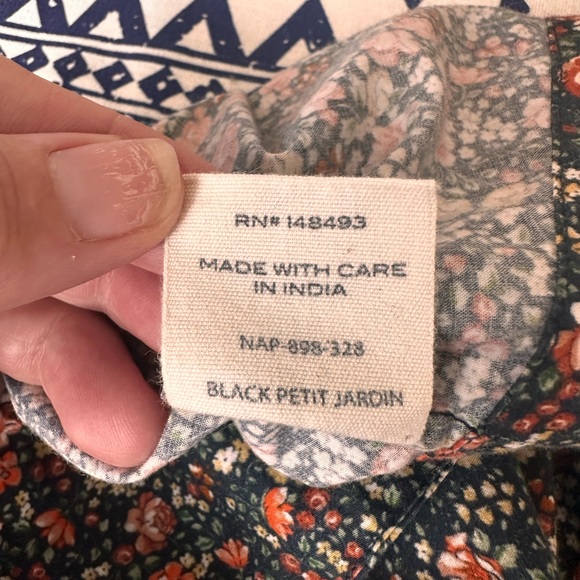 RN# 148493
MADE WITH CARE
IN INDIA
NAP-898-328
BLACK PETIT JARDIN